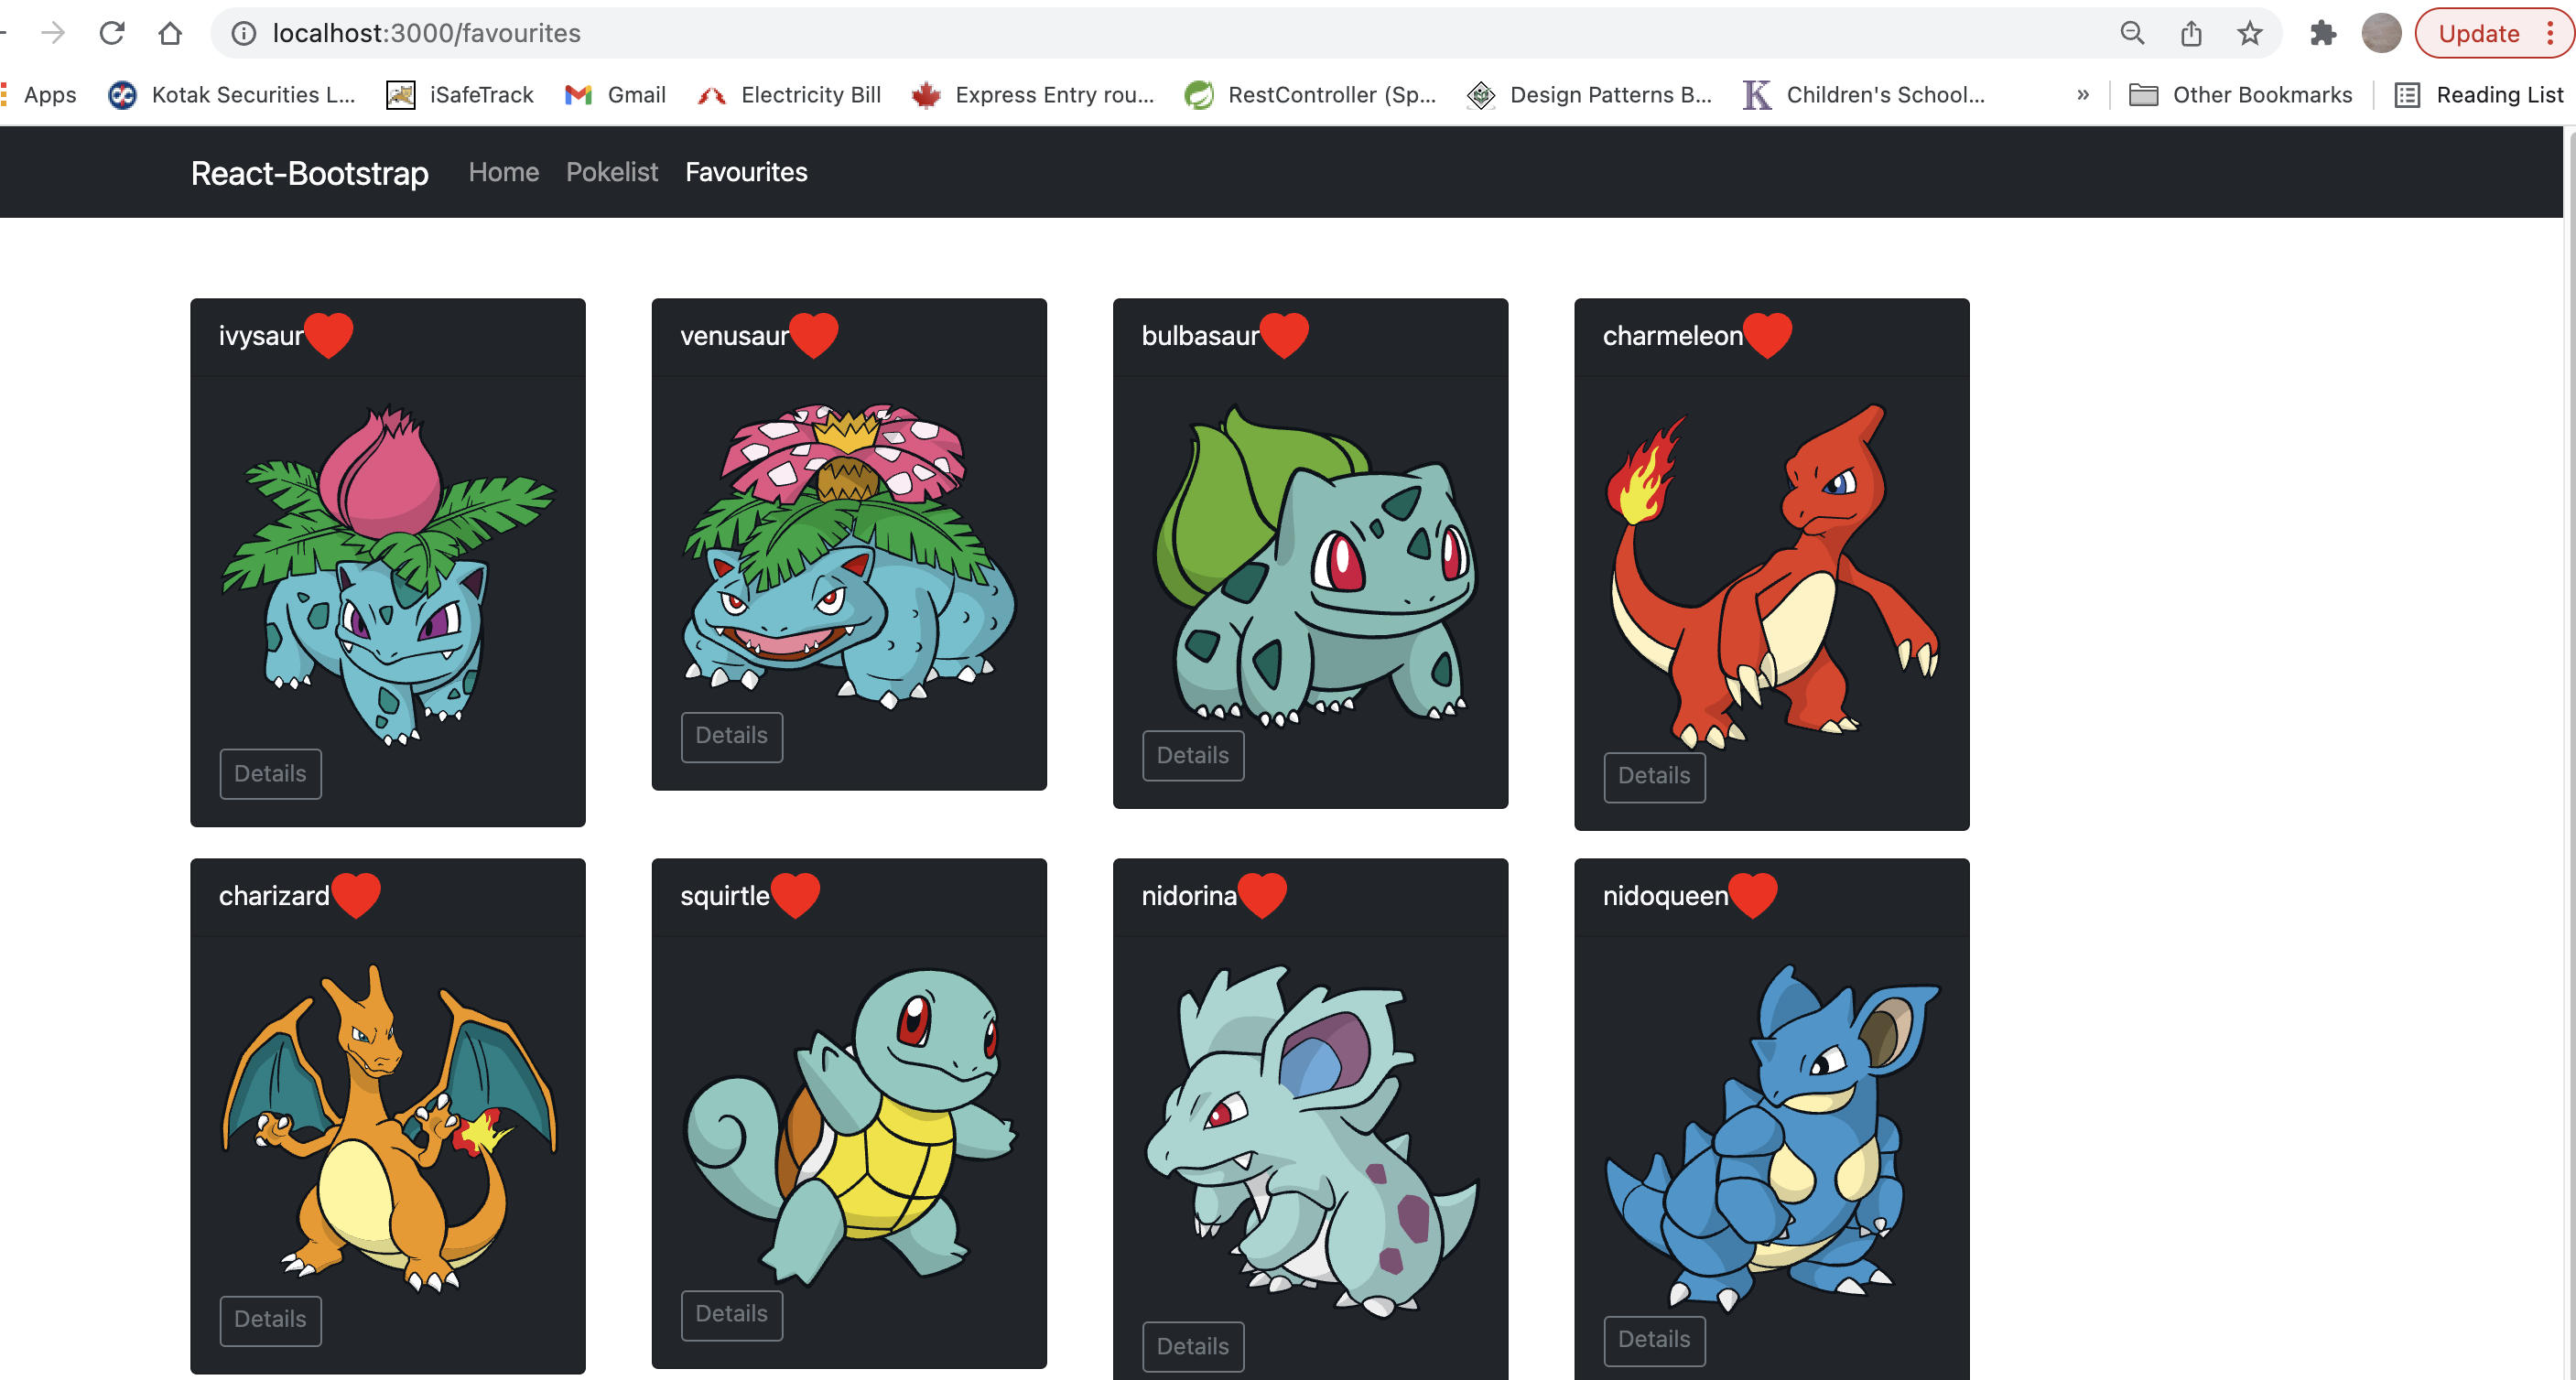 localhost:3000/favourites
Update
Apps Kotak Securities L... iSafeTrack Gmail Electricity Bill Express Entry rou... RestController (Sp... Design Patterns B... K Children's School... » Other Bookmarks Reading List
React-Bootstrap Home Pokelist Favourites
ivysaur venusaur bulbasaur charmeleon
Details Details Details Details
charizard squirtle nidorina nidoqueen
Details Details Details Details